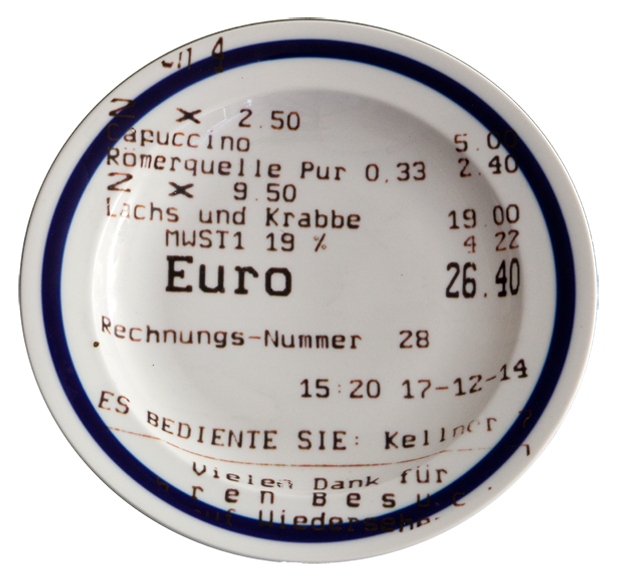 2 x 2.50
Capuccino 5.00
Römerquelle Pur 0,33 2.40
2 x 9.50
Lachs und Krabbe 19.00
MWST1 19 % 4.22
Euro 26.40
Rechnungs-Nummer 28
15:20 17-12-14
ES BEDIENTE SIE: Kellner
Vielen Dank für
Auf Wiedersehen